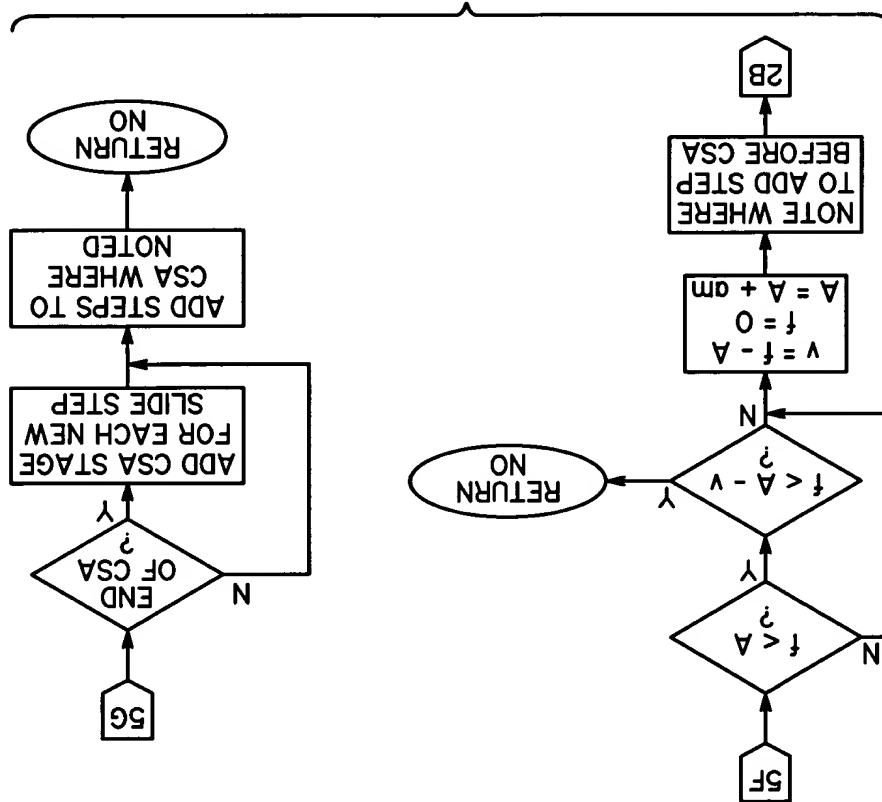 5F
f < A
?
N
Y
f < A - v
?
Y
RETURN
NO
N
v = f - A
f = 0
A = A + am
NOTE WHERE
TO ADD STEP
BEFORE CSA
2B
5G
END
OF CSA
?
N
Y
ADD CSA STAGE
FOR EACH NEW
SLIDE STEP
ADD STEPS TO
CSA WHERE
NOTED
RETURN
NO